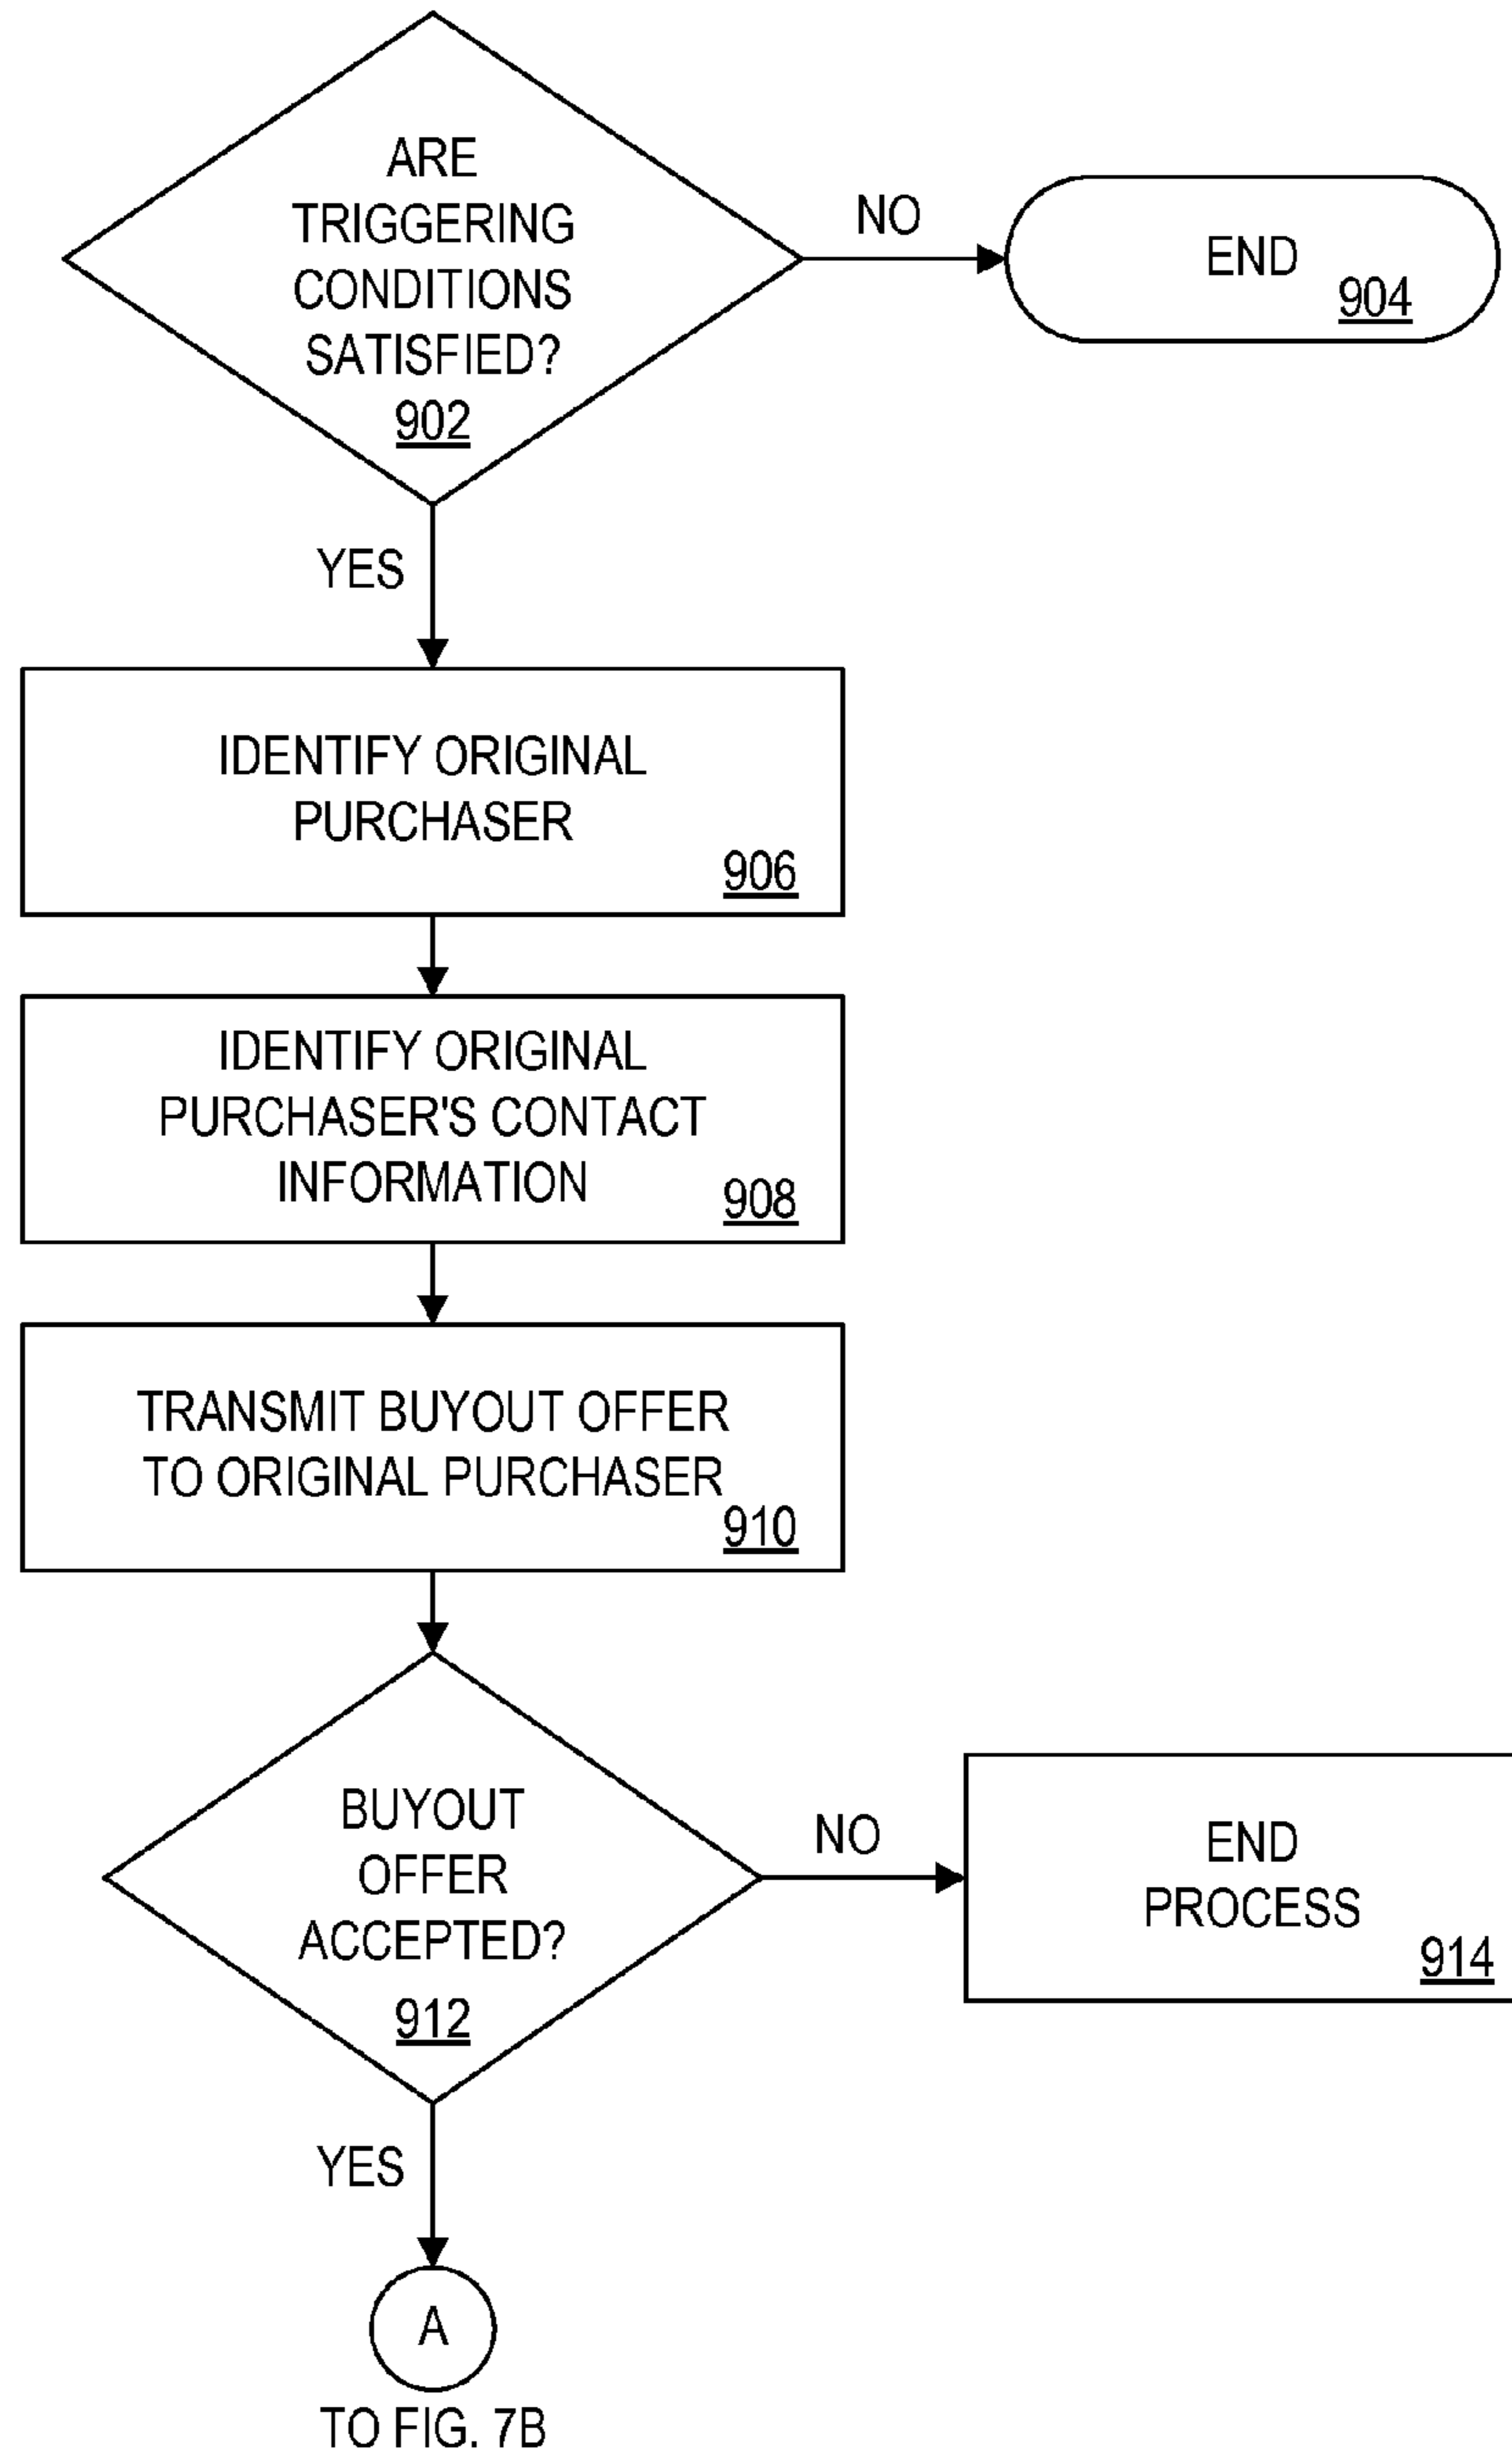 ARE
TRIGGERING
CONDITIONS
SATISFIED?
902
NO
END
904
YES
IDENTIFY ORIGINAL
PURCHASER
906
IDENTIFY ORIGINAL
PURCHASER'S CONTACT
INFORMATION
908
TRANSMIT BUYOUT OFFER
TO ORIGINAL PURCHASER
910
BUYOUT
OFFER
ACCEPTED?
912
NO
END
PROCESS
914
YES
A
TO FIG. 7B